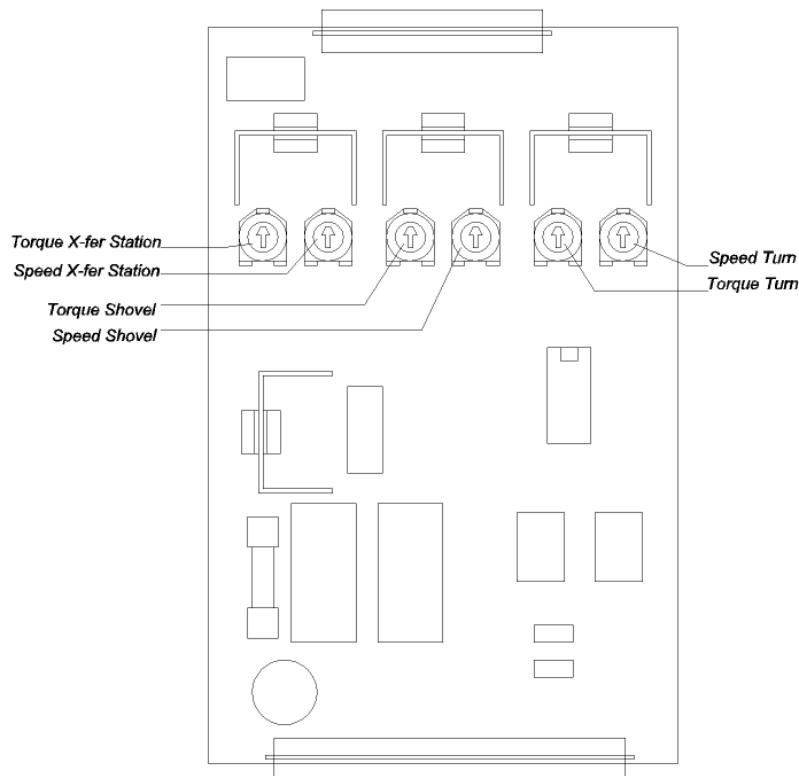 Torque X-fer Station
Speed X-fer Station
Torque Shovel
Speed Shovel
Speed Turn
Torque Turn